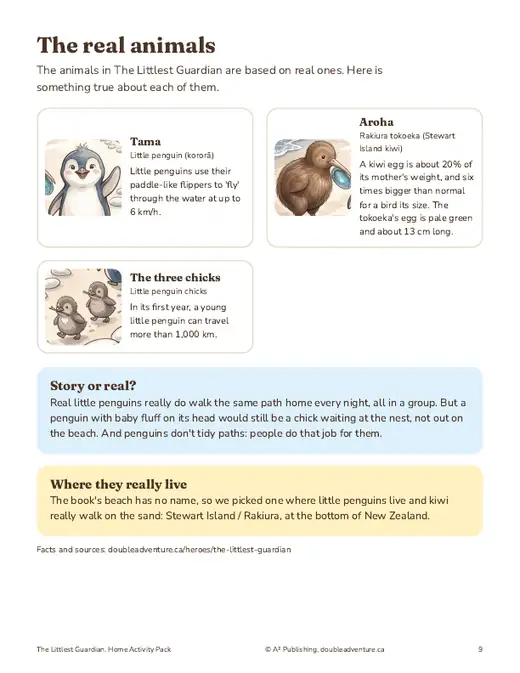 The real animals
The animals in The Littlest Guardian are based on real ones. Here is
something true about each of them.
Tama
Little penguin (kororā)
Little penguins use their
paddle-like flippers to 'fly'
through the water at up to
6 km/h.
Aroha
Rakiura tokoeka (Stewart
Island kiwi)
A kiwi egg is about 20% of
its mother's weight, and six
times bigger than normal
for a bird its size. The
tokoeka's egg is pale green
and about 13 cm long.
The three chicks
Little penguin chicks
In its first year, a young
little penguin can travel
more than 1,000 km.
Story or real?
Real little penguins really do walk the same path home every night, all in a group. But a
penguin with baby fluff on its head would still be a chick waiting at the nest, not out on
the beach. And penguins don't tidy paths: people do that job for them.
Where they really live
The book's beach has no name, so we picked one where little penguins live and kiwi
really walk on the sand: Stewart Island / Rakiura, at the bottom of New Zealand.
Facts and sources: doubleadventure.ca/heroes/the-littlest-guardian
The Littlest Guardian. Home Activity Pack
© A² Publishing, doubleadventure.ca
9